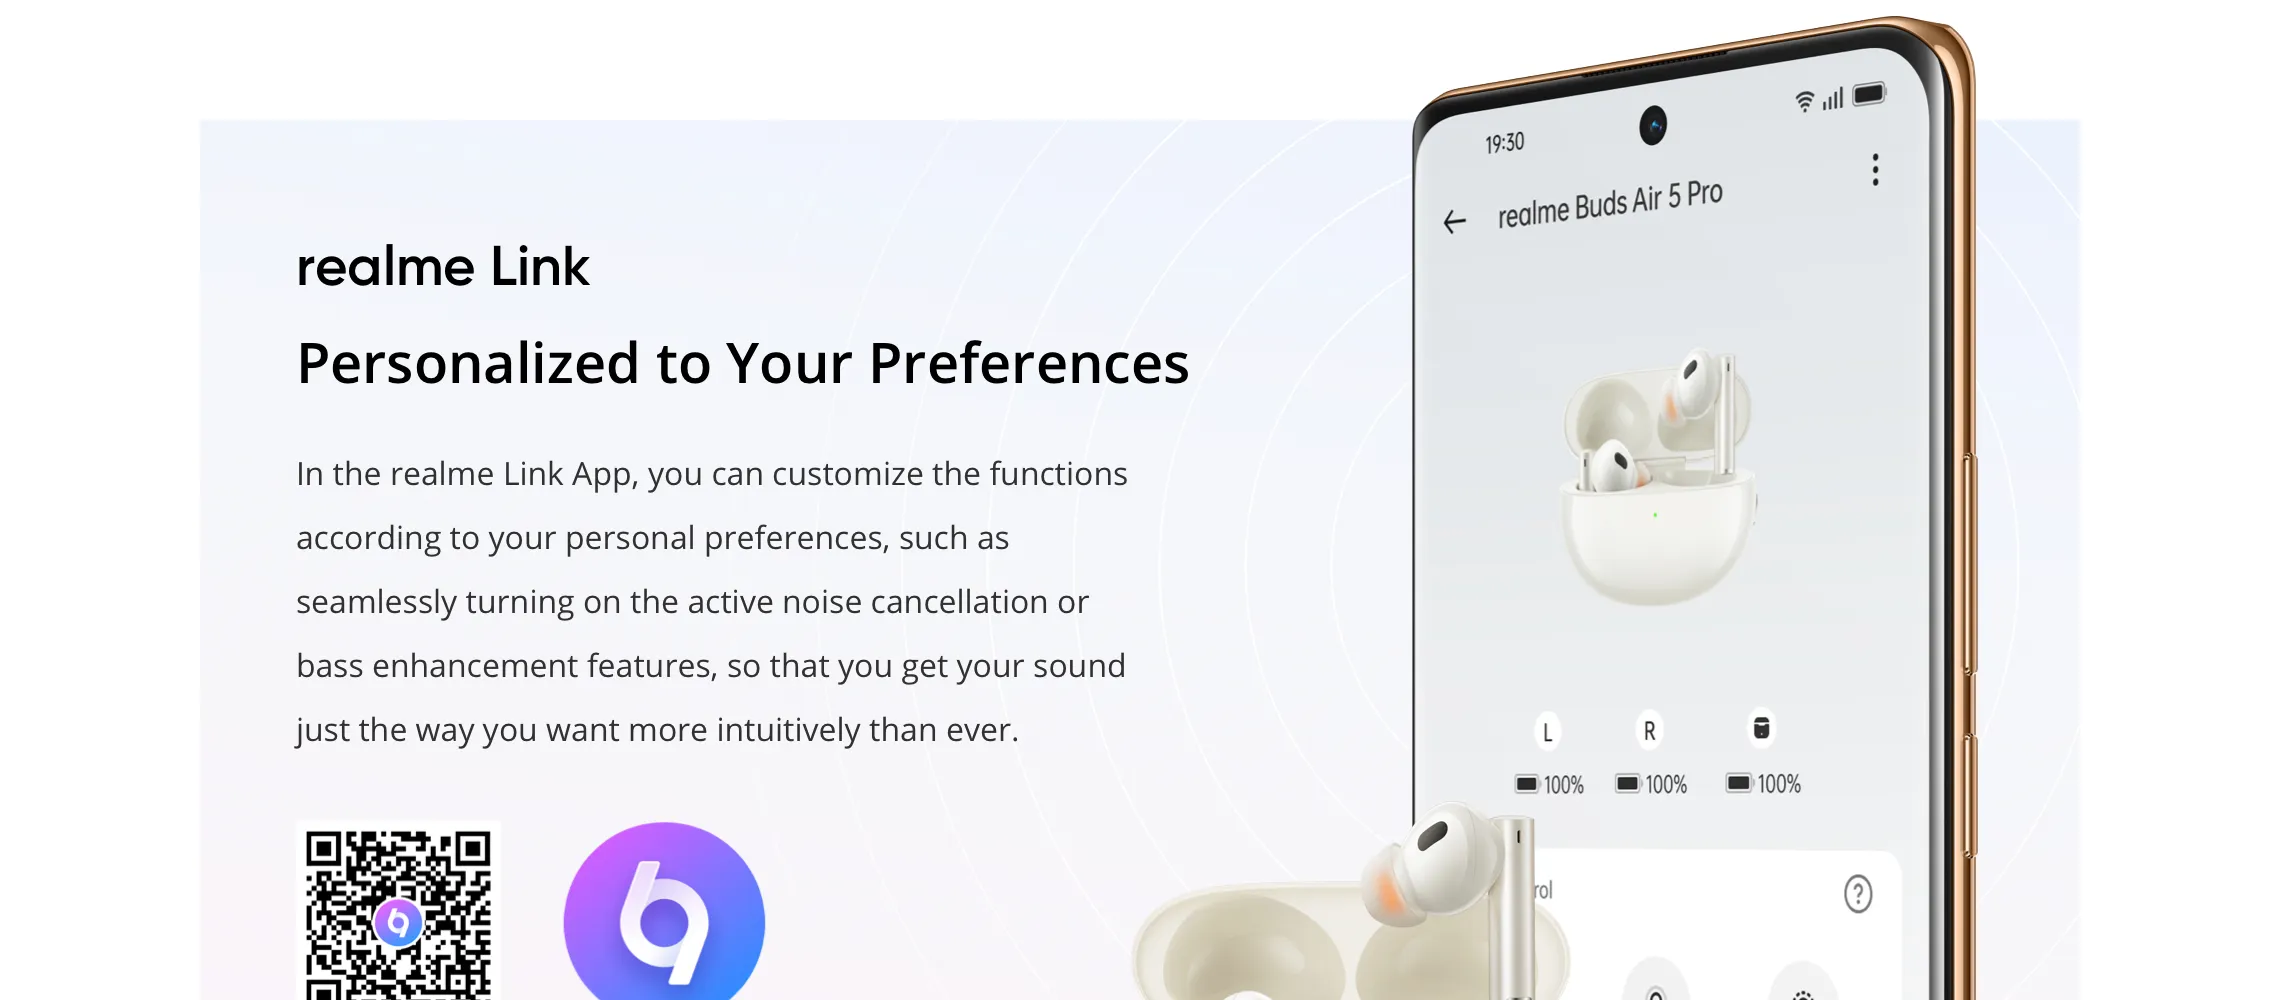 realme Link
Personalized to Your Preferences
In the realme Link App, you can customize the functions
according to your personal preferences, such as
seamlessly turning on the active noise cancellation or
bass enhancement features, so that you get your sound
just the way you want more intuitively than ever.
19:30
realme Buds Air 5 Pro
L R
100% 100% 100%